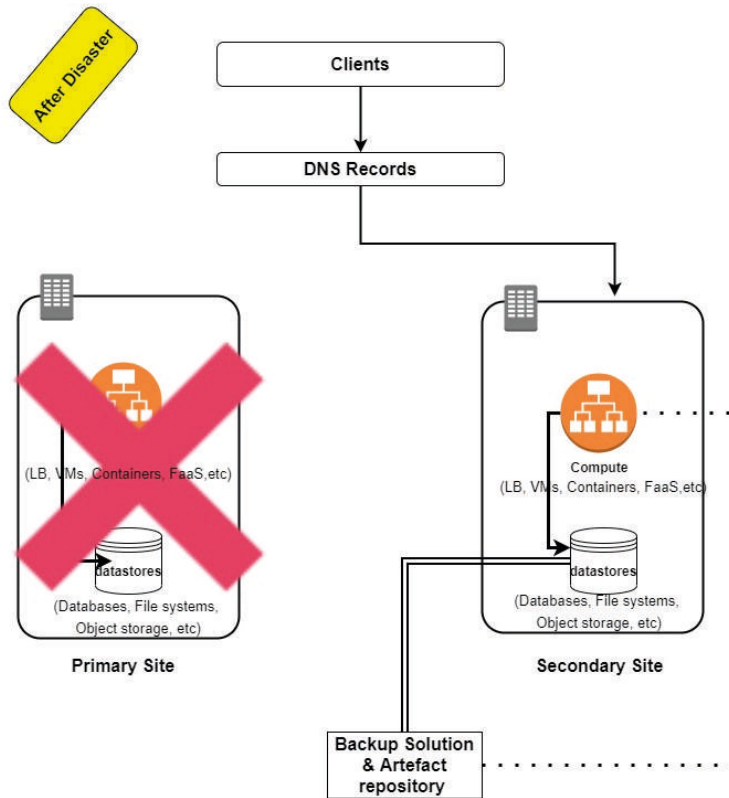 After Disaster
Clients
DNS Records
(LB, VMs, Containers, FaaS,etc)
datastores
(Databases, File systems,
Object storage, etc)
Primary Site
Compute
(LB, VMs, Containers, FaaS,etc)
datastores
(Databases, File systems,
Object storage, etc)
Secondary Site
Backup Solution
& Artefact
repository